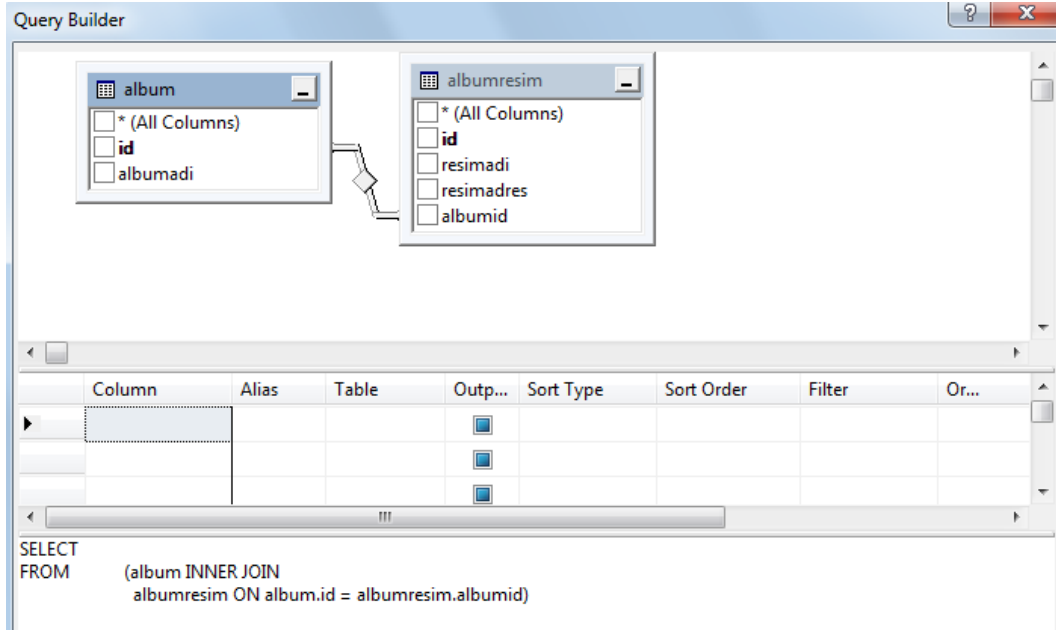 Query Builder
album
* (All Columns)
id
albumadi
albumresim
* (All Columns)
id
resimadi
resimadres
albumid
Column Alias Table Outp... Sort Type Sort Order Filter Or...
SELECT
FROM (album INNER JOIN
albumresim ON album.id = albumresim.albumid)